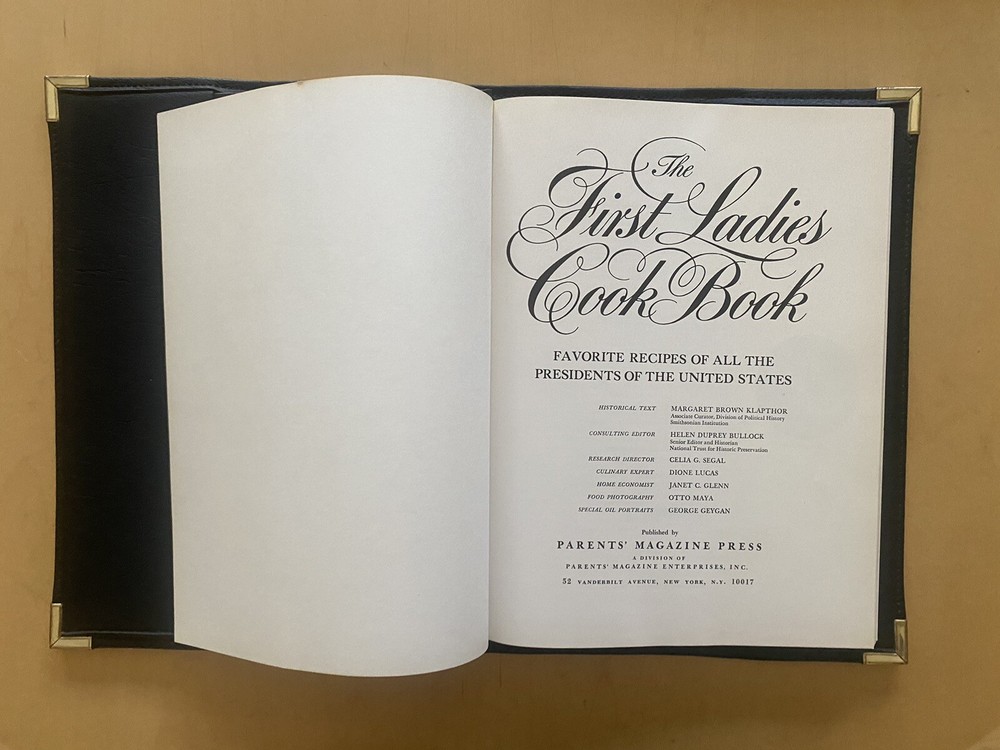 The
First Ladies
Cook Book
FAVORITE RECIPES OF ALL THE
PRESIDENTS OF THE UNITED STATES
HISTORICAL TEXT MARGARET BROWN KLAPTHOR
Associate Curator, Division of Political History
Smithsonian Institution
CONSULTING EDITOR HELEN DUPREY BULLOCK
Senior Editor and Historian
National Trust for Historic Preservation
RESEARCH DIRECTOR CELIA G. SEGAL
CULINARY EXPERT DIONE LUCAS
HOME ECONOMIST JANET C. GLENN
FOOD PHOTOGRAPHY OTTO MAYA
SPECIAL OIL PORTRAITS GEORGE GEYGAN
Published by
PARENTS' MAGAZINE PRESS
A DIVISION OF
PARENTS' MAGAZINE ENTERPRISES, INC.
52 VANDERBILT AVENUE, NEW YORK, N.Y. 10017